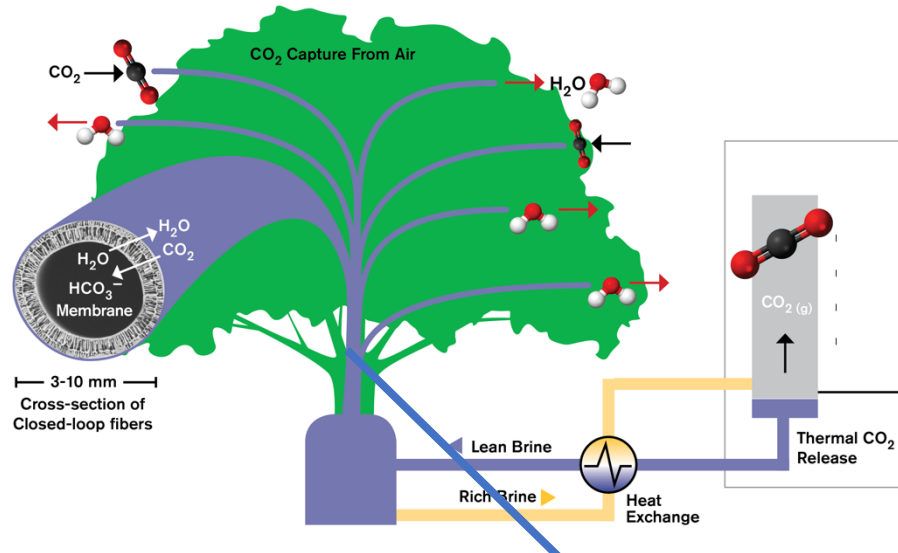 CO₂ Capture From Air
CO₂
H₂O
H₂O
H₂O
CO₂
HCO₃⁻
Membrane
3-10 mm
Cross-section of
Closed-loop fibers
CO₂ (g)
Lean Brine
Rich Brine
Heat
Exchange
Thermal CO₂
Release